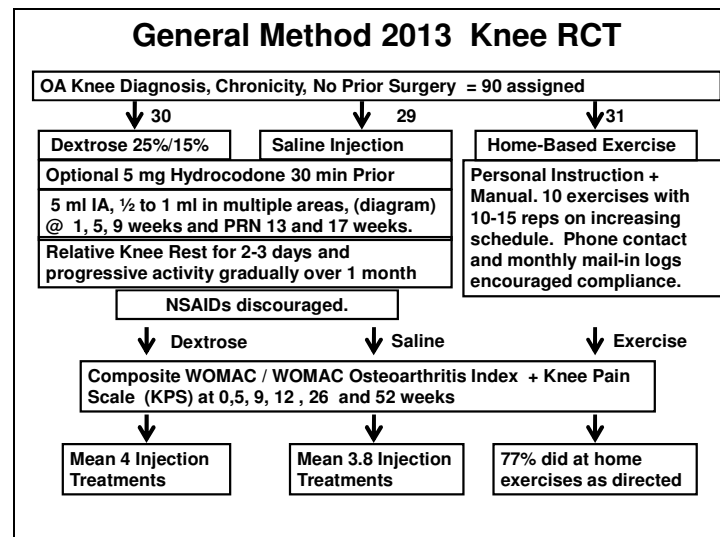 General Method 2013 Knee RCT
OA Knee Diagnosis, Chronicity, No Prior Surgery = 90 assigned
30
29
31
Dextrose 25%/15%
Saline Injection
Home-Based Exercise
Optional 5 mg Hydrocodone 30 min Prior
5 ml IA, ½ to 1 ml in multiple areas, (diagram)
@ 1, 5, 9 weeks and PRN 13 and 17 weeks.
Relative Knee Rest for 2-3 days and
progressive activity gradually over 1 month
Personal Instruction +
Manual. 10 exercises with
10-15 reps on increasing
schedule. Phone contact
and monthly mail-in logs
encouraged compliance.
NSAIDs discouraged.
Dextrose
Saline
Exercise
Composite WOMAC / WOMAC Osteoarthritis Index + Knee Pain
Scale (KPS) at 0,5, 9, 12 , 26 and 52 weeks
Mean 4 Injection
Treatments
Mean 3.8 Injection
Treatments
77% did at home
exercises as directed